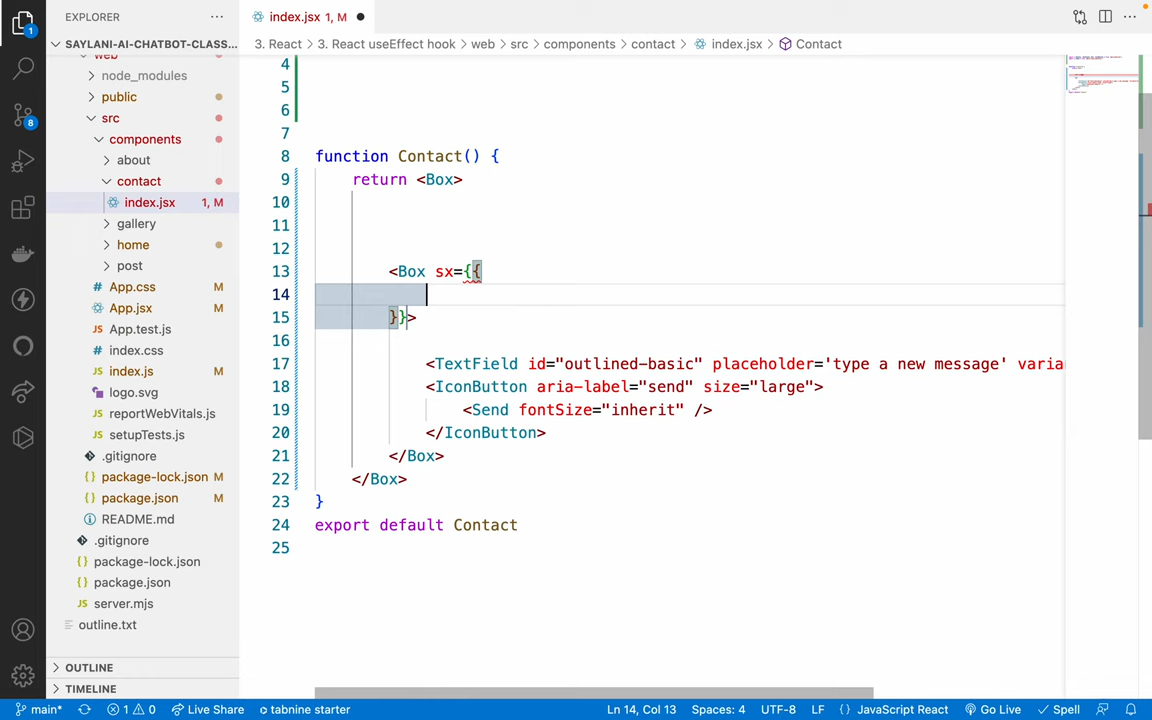 EXPLORER
SAYLANI-AI-CHATBOT-CLASS...
web
node_modules
public
src
components
about
contact
index.jsx 1, M
gallery
home
post
App.css M
App.jsx M
App.test.js
index.css
index.js M
logo.svg
reportWebVitals.js
setupTests.js
.gitignore
package-lock.json M
package.json M
README.md
.gitignore
package-lock.json
package.json
server.mjs
outline.txt
OUTLINE
TIMELINE
1
8
index.jsx 1, M
3. React > 3. React useEffect hook > web > src > components > contact > index.jsx > Contact
4
5
6
7
8 function Contact() {
9 return <Box>
10
11
12
13 <Box sx={{
14
15 }}>
16
17 <TextField id="outlined-basic" placeholder='type a new message' varia
18 <IconButton aria-label="send" size="large">
19 <Send fontSize="inherit" />
20 </IconButton>
21 </Box>
22 </Box>
23 }
24 export default Contact
25
main* 1 0 Live Share tabnine starter Ln 14, Col 13 Spaces: 4 UTF-8 LF {} JavaScript React Go Live Spell